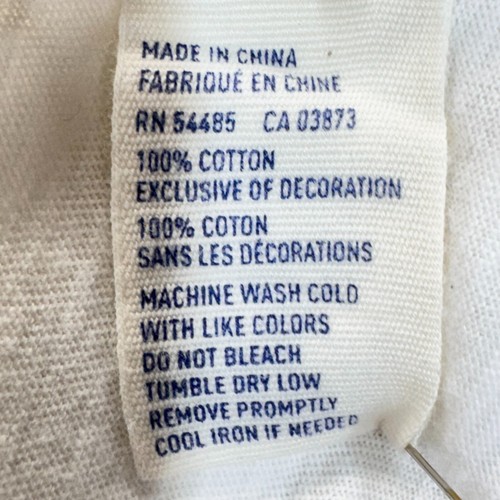 MADE IN CHINA
FABRIQUÉ EN CHINE
RN 54485 CA 03873
100% COTTON
EXCLUSIVE OF DECORATION
100% COTON
SANS LES DÉCORATIONS
MACHINE WASH COLD
WITH LIKE COLORS
DO NOT BLEACH
TUMBLE DRY LOW
REMOVE PROMPTLY
COOL IRON IF NEEDED